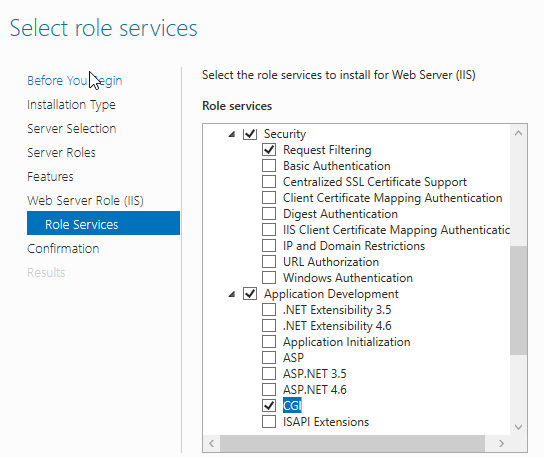 Select role services
Before You Begin
Installation Type
Server Selection
Server Roles
Features
Web Server Role (IIS)
Role Services
Confirmation
Results
Select the role services to install for Web Server (IIS)
Role services
Security
Request Filtering
Basic Authentication
Centralized SSL Certificate Support
Client Certificate Mapping Authentication
Digest Authentication
IIS Client Certificate Mapping Authenticatic
IP and Domain Restrictions
URL Authorization
Windows Authentication
Application Development
.NET Extensibility 3.5
.NET Extensibility 4.6
Application Initialization
ASP
ASP.NET 3.5
ASP.NET 4.6
CGI
ISAPI Extensions